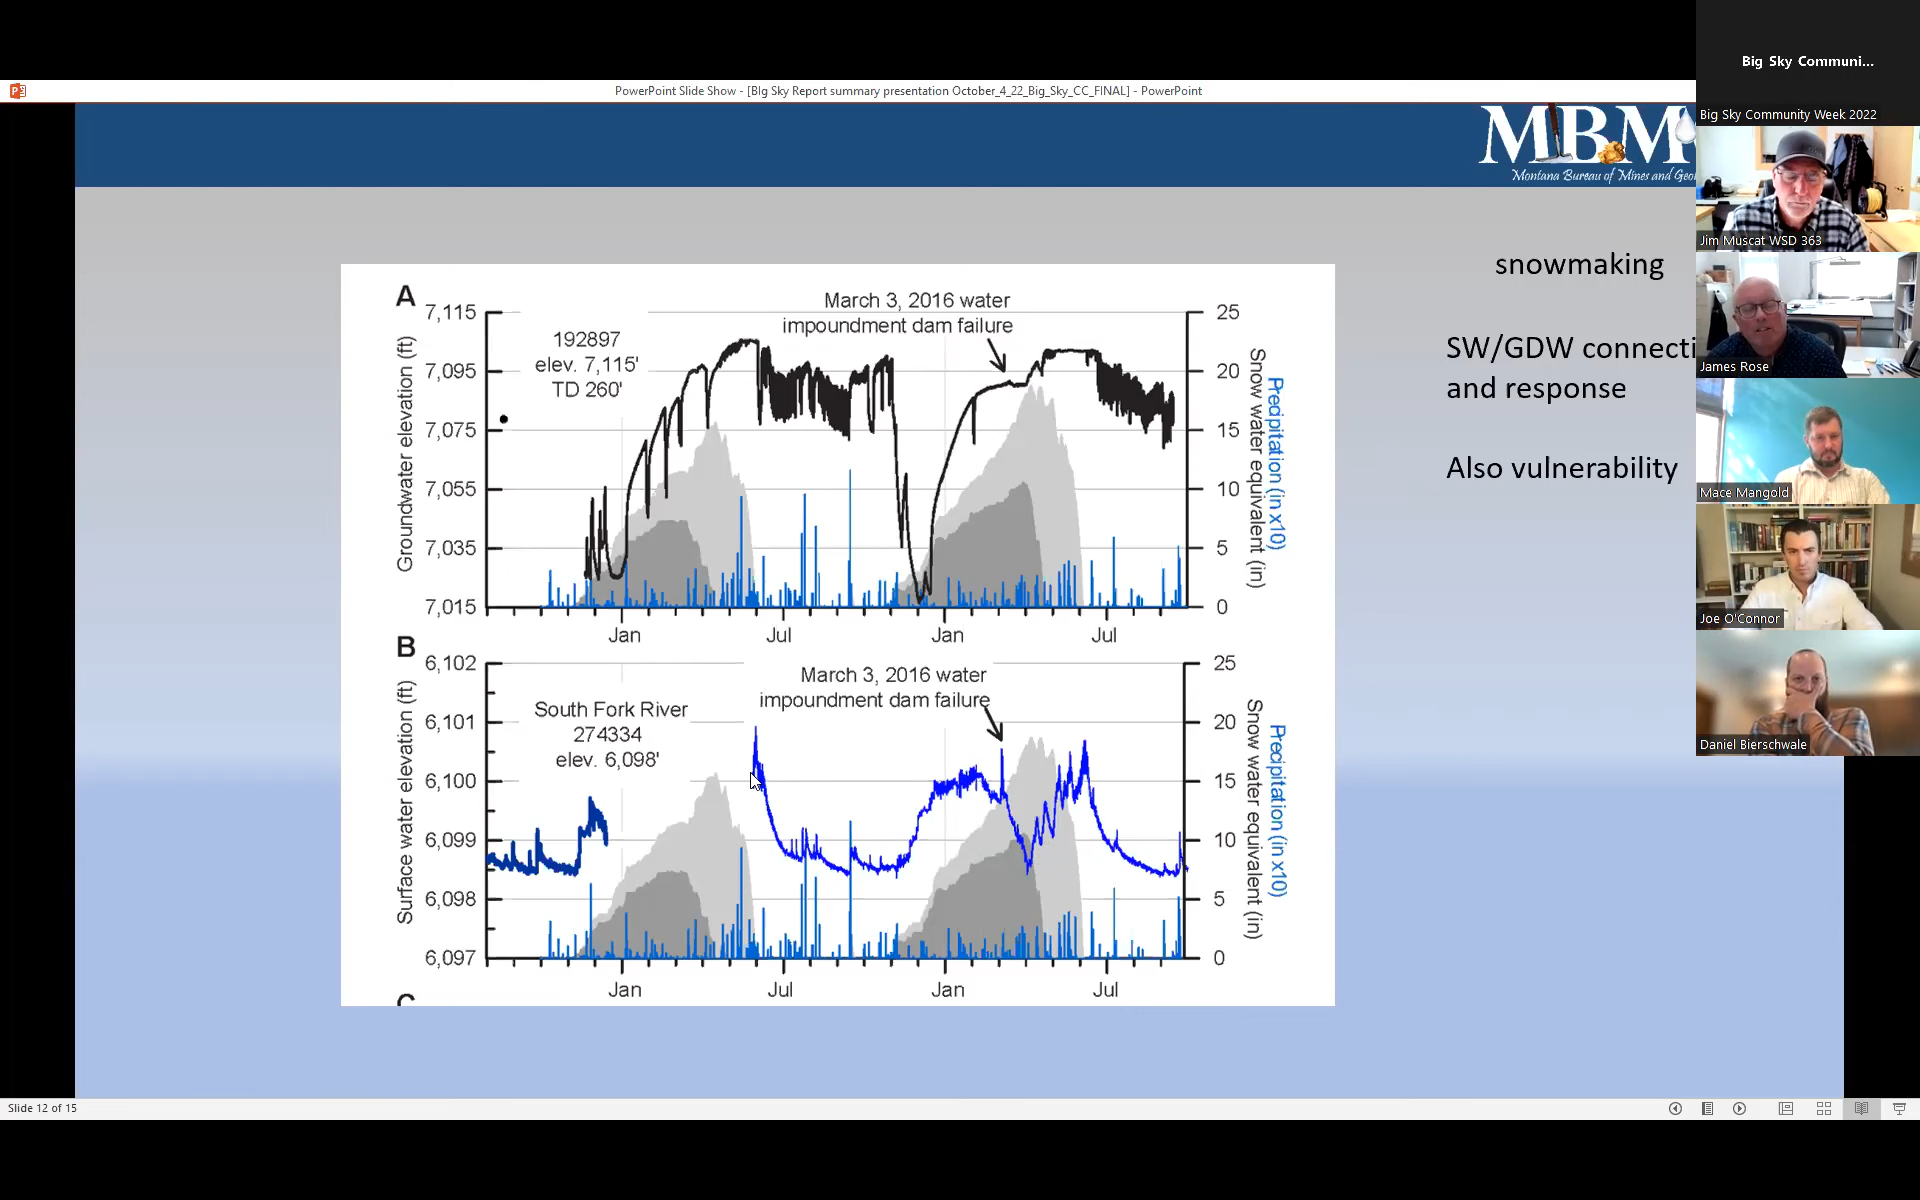 PowerPoint Slide Show - [BIg Sky Report summary presentation October_4_22_Big_Sky_CC_FINAL] - PowerPoint
Big Sky Communi...
Big Sky Community Week 2022
MBM
Montana Bureau of Mines and Geo
Jim Muscat WSD 363
James Rose
Mace Mangold
Joe O'Connor
Daniel Bierschwale
snowmaking
SW/GDW connecti
and response
Also vulnerability
A
Groundwater elevation (ft)
7,115
7,095
7,075
7,055
7,035
7,015
192897
elev. 7,115'
TD 260'
March 3, 2016 water
impoundment dam failure
25
20
15
10
5
0
Precipitation (in x10)
Snow water equivalent (in)
Jan
Jul
Jan
Jul
B
Surface water elevation (ft)
6,102
6,101
6,100
6,099
6,098
6,097
South Fork River
274334
elev. 6,098'
March 3, 2016 water
impoundment dam failure
25
20
15
10
5
0
Precipitation (in x10)
Snow water equivalent (in)
Jan
Jul
Jan
Jul
C
Slide 12 of 15